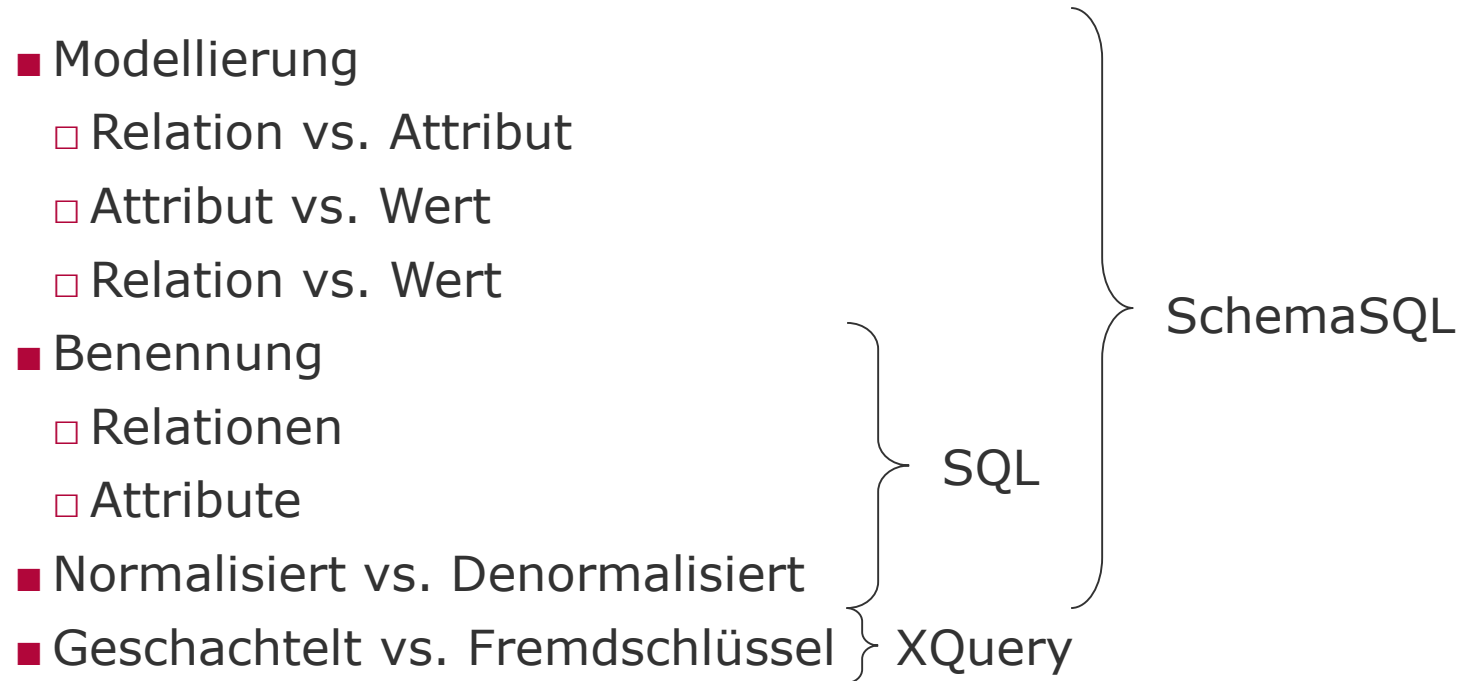 Modellierung
Relation vs. Attribut
Attribut vs. Wert
Relation vs. Wert
SchemaSQL
Benennung
Relationen
SQL
Attribute
Normalisiert vs. Denormalisiert
Geschachtelt vs. Fremdschlüssel XQuery